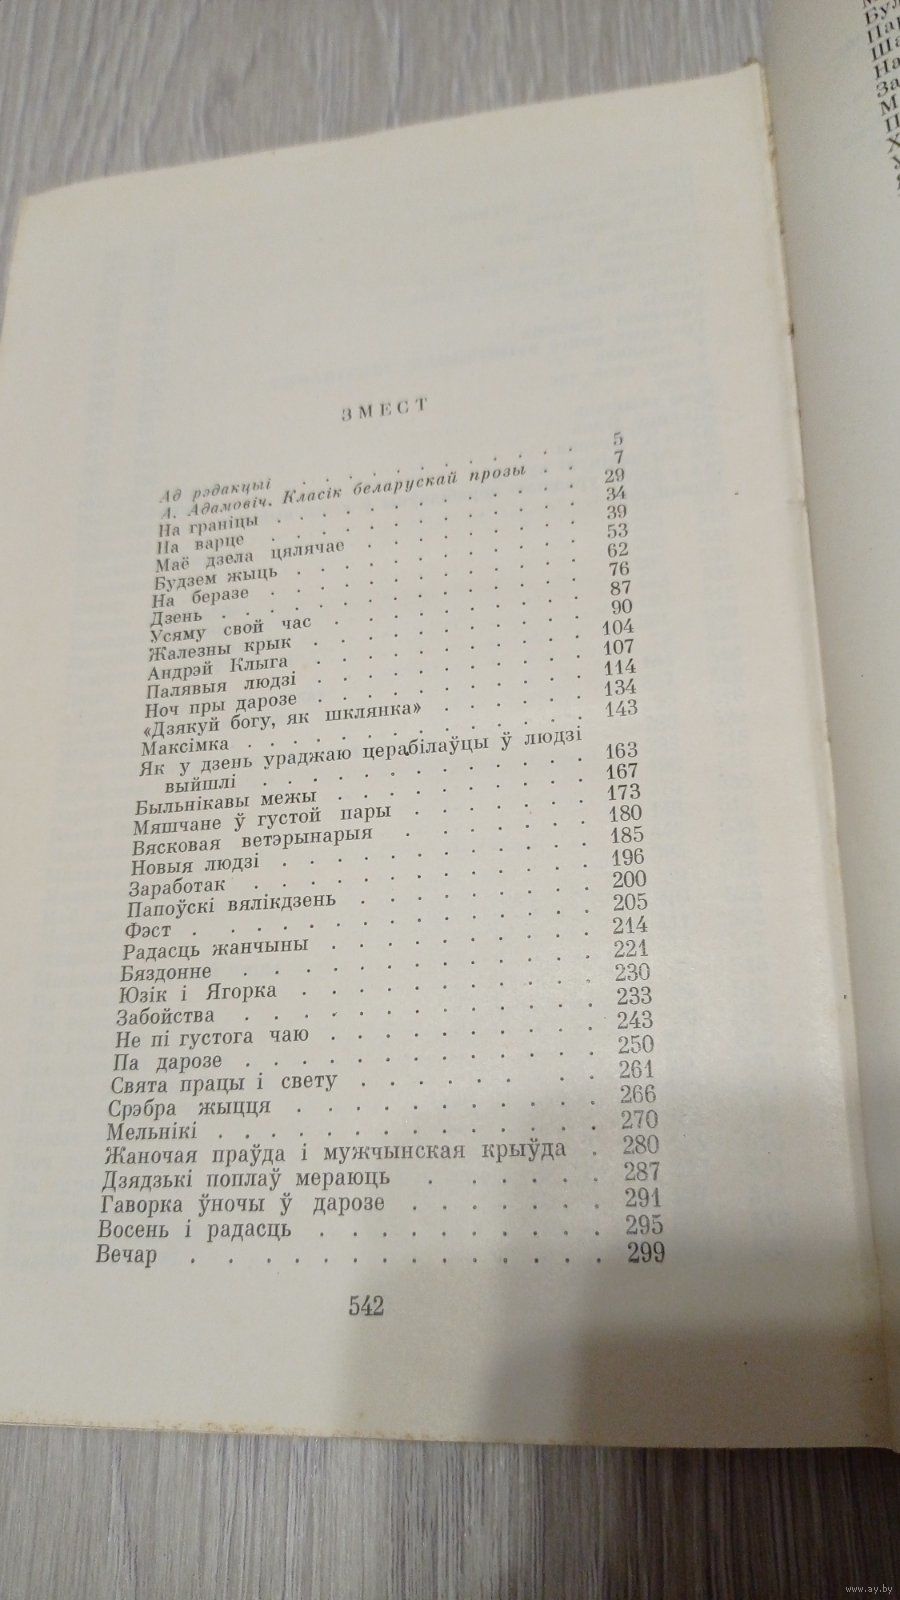 ЗМЕСТ
Ад рэдакцыі . . . . . . . . . . . 5
А. Адамовіч. Класік беларускай прозы . . 7
На граніцы . . . . . . . . . . . . 29
На варце . . . . . . . . . . . . 34
Маё дзела цялячае . . . . . . . . . 39
Будзем жыць . . . . . . . . . . . 53
На беразе . . . . . . . . . . . . 62
Дзень . . . . . . . . . . . . . . 76
Усяму свой час . . . . . . . . . . 87
Жалезны крык . . . . . . . . . . . 90
Андрэй Клыга . . . . . . . . . . . 104
Палявыя людзі . . . . . . . . . . . 107
Ноч пры дарозе . . . . . . . . . . . 114
«Дзякуй богу, як шклянка» . . . . . . 134
Максімка . . . . . . . . . . . . . 143
Як у дзень ураджаю церабілаўцы ў людзі
выйшлі . . . . . . . . . . . . . 163
Быльнікавы межы . . . . . . . . . . 167
Мяшчане ў густой пары . . . . . . . 173
Вясковая ветэрынарыя . . . . . . . 180
Новыя людзі . . . . . . . . . . . . 185
Заработак . . . . . . . . . . . . . 196
Папоўскі вялікдзень . . . . . . . . . 200
Фэст . . . . . . . . . . . . . . . 205
Радасць жанчыны . . . . . . . . . . 214
Бяздонне . . . . . . . . . . . . . 221
Юзік і Ягорка . . . . . . . . . . . 230
Забойства . . . . . . . . . . . . . 233
Не пі густога чаю . . . . . . . . . . 243
Па дарозе . . . . . . . . . . . . . 250
Свята працы і свету . . . . . . . . 261
Срэбра жыцця . . . . . . . . . . . 266
Мельнікі . . . . . . . . . . . . . . 270
Жаночая праўда і мужчынская крыўда . 280
Дзядзькі поплаў мераюць . . . . . . 287
Гаворка ўночы ў дарозе . . . . . . . 291
Восень і радасць . . . . . . . . . . 295
Вечар . . . . . . . . . . . . . . . 299
542
www.ay.by